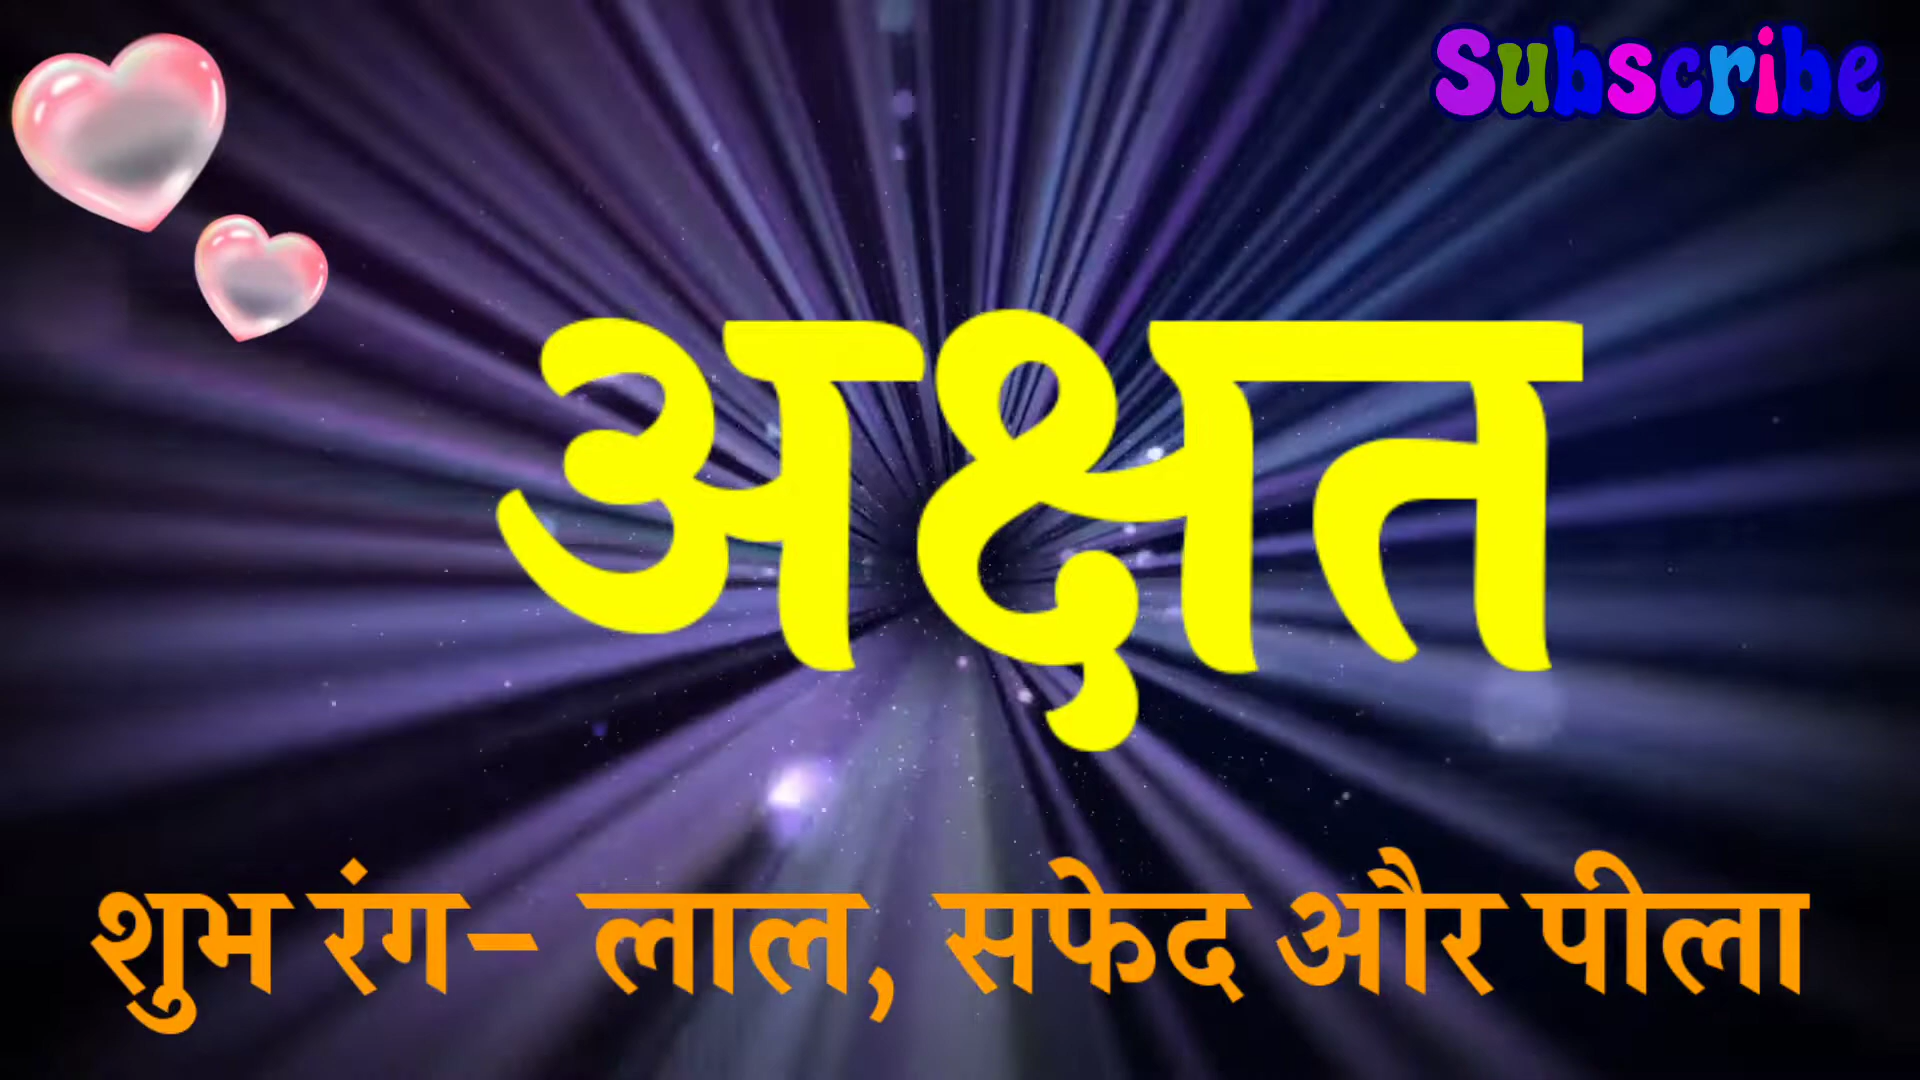 Subscribe
अक्षत
शुभ रंग- लाल, सफेद और पीला